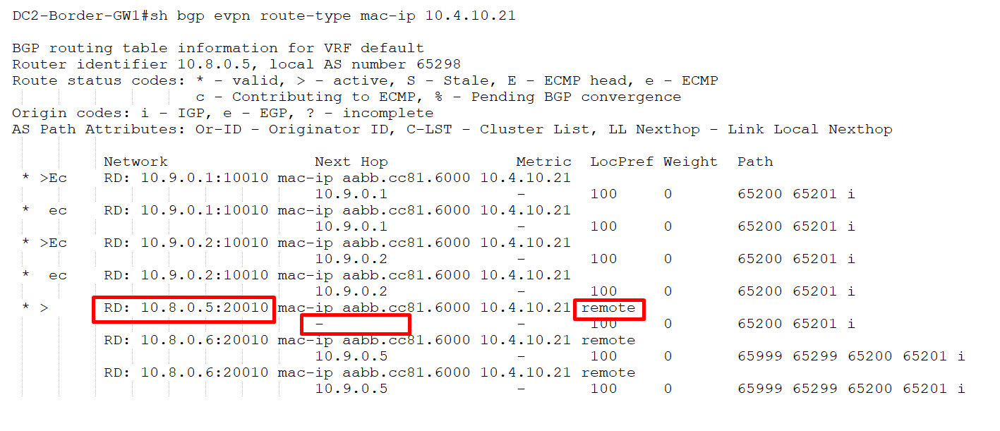 DC2-Border-GW1#sh bgp evpn route-type mac-ip 10.4.10.21
BGP routing table information for VRF default
Router identifier 10.8.0.5, local AS number 65298
Route status codes: * - valid, > - active, S - Stale, E - ECMP head, e - ECMP
c - Contributing to ECMP, % - Pending BGP convergence
Origin codes: i - IGP, e - EGP, ? - incomplete
AS Path Attributes: Or-ID - Originator ID, C-LST - Cluster List, LL Nexthop - Link Local Nexthop
Network Next Hop Metric LocPref Weight Path
* >Ec RD: 10.9.0.1:10010 mac-ip aabb.cc81.6000 10.4.10.21
10.9.0.1 - 100 0 65200 65201 i
* ec RD: 10.9.0.1:10010 mac-ip aabb.cc81.6000 10.4.10.21
10.9.0.1 - 100 0 65200 65201 i
* >Ec RD: 10.9.0.2:10010 mac-ip aabb.cc81.6000 10.4.10.21
10.9.0.2 - 100 0 65200 65201 i
* ec RD: 10.9.0.2:10010 mac-ip aabb.cc81.6000 10.4.10.21
10.9.0.2 - 100 0 65200 65201 i
* > RD: 10.8.0.5:20010 mac-ip aabb.cc81.6000 10.4.10.21 remote
- - 100 0 65200 65201 i
RD: 10.8.0.6:20010 mac-ip aabb.cc81.6000 10.4.10.21 remote
10.9.0.5 - 100 0 65999 65299 65200 65201 i
RD: 10.8.0.6:20010 mac-ip aabb.cc81.6000 10.4.10.21 remote
10.9.0.5 - 100 0 65999 65299 65200 65201 i